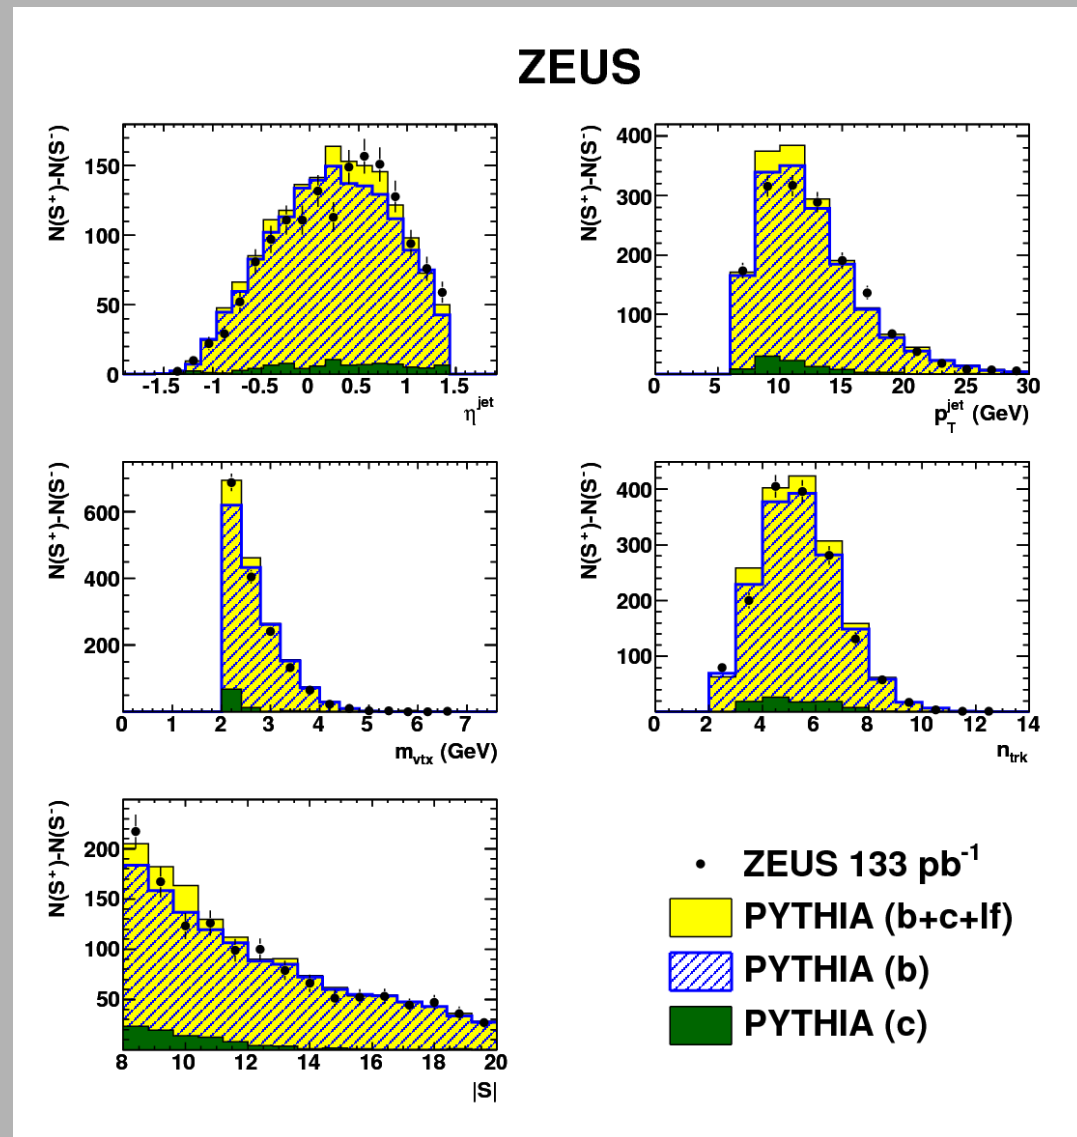 ZEUS
N(S⁺)-N(S⁻)
150
100
50
0
-1.5 -1 -0.5 0 0.5 1 1.5
η^jet
N(S⁺)-N(S⁻)
400
300
200
100
0 5 10 15 20 25 30
p_T^jet (GeV)
N(S⁺)-N(S⁻)
600
400
200
0 1 2 3 4 5 6 7
m_vtx (GeV)
N(S⁺)-N(S⁻)
400
300
200
100
0 2 4 6 8 10 12 14
n_trk
N(S⁺)-N(S⁻)
200
150
100
50
8 10 12 14 16 18 20
|S|
ZEUS 133 pb⁻¹
PYTHIA (b+c+lf)
PYTHIA (b)
PYTHIA (c)